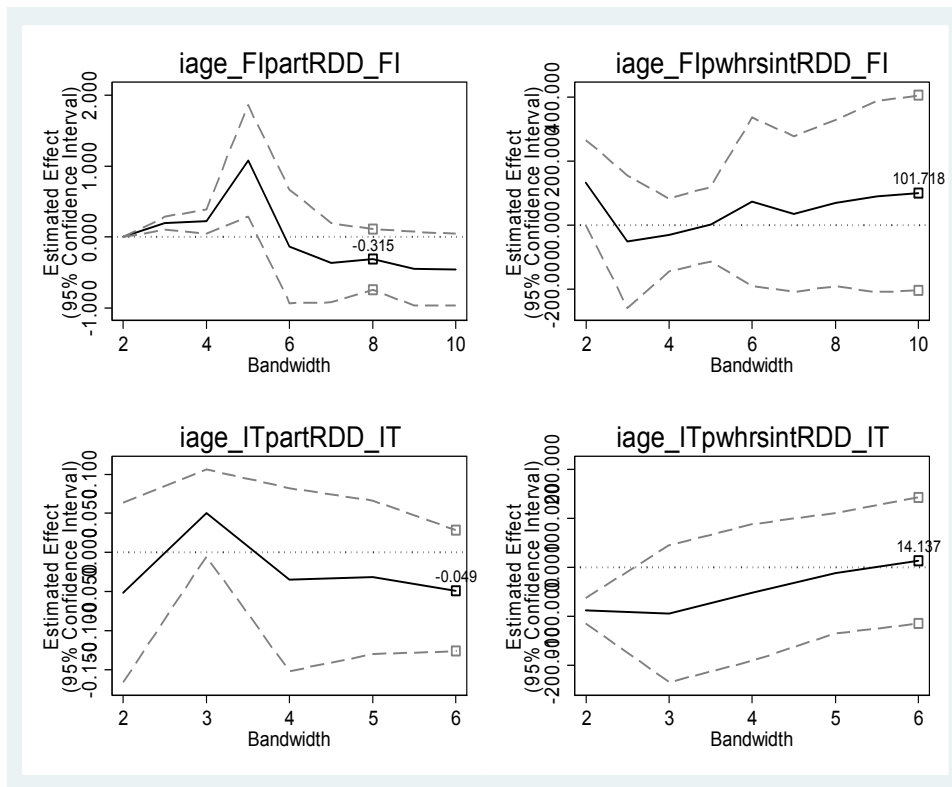 iage_FIpartRDD_FI
Estimated Effect
(95% Confidence Interval)
2.000
1.000
0.000
-1.000
-0.315
2 4 6 8 10
Bandwidth
iage_FIpwhrsintRDD_FI
Estimated Effect
(95% Confidence Interval)
101.718
2 4 6 8 10
Bandwidth
iage_ITpartRDD_IT
Estimated Effect
(95% Confidence Interval)
-0.049
2 3 4 5 6
Bandwidth
iage_ITpwhrsintRDD_IT
Estimated Effect
(95% Confidence Interval)
14.137
2 3 4 5 6
Bandwidth